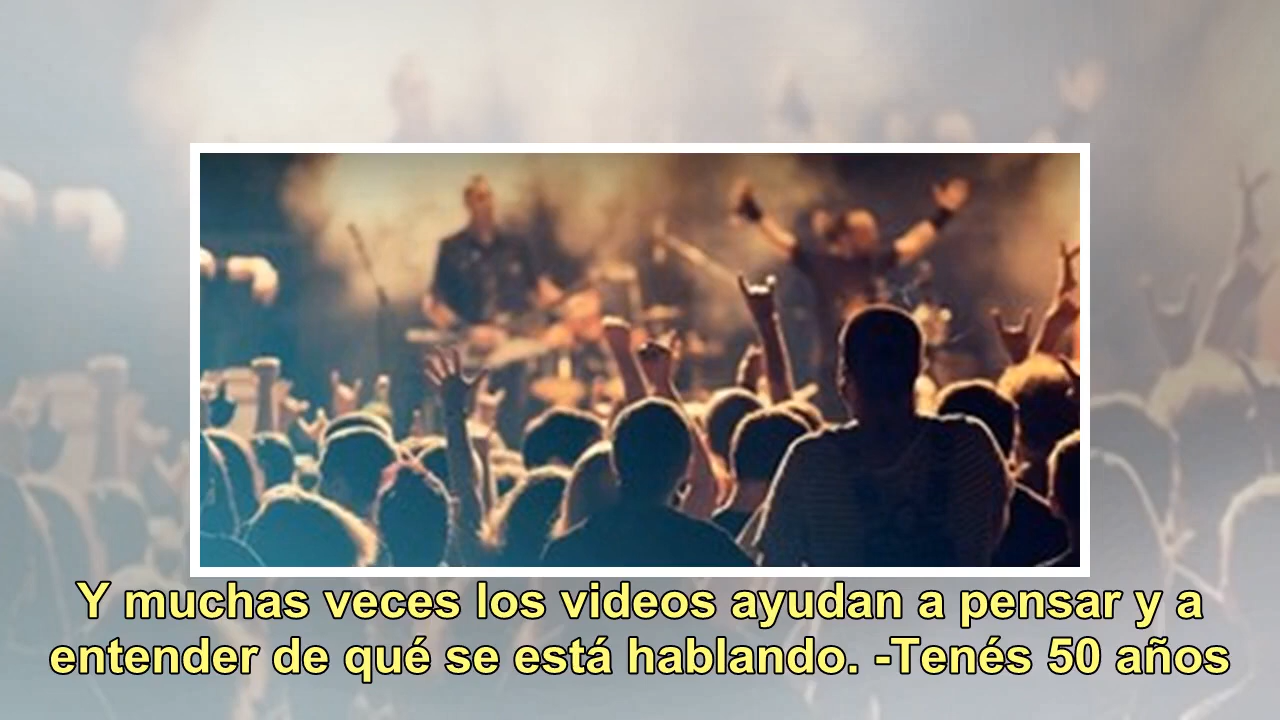 Y muchas veces los videos ayudan a pensar y a
entender de qué se está hablando. -Tenés 50 años